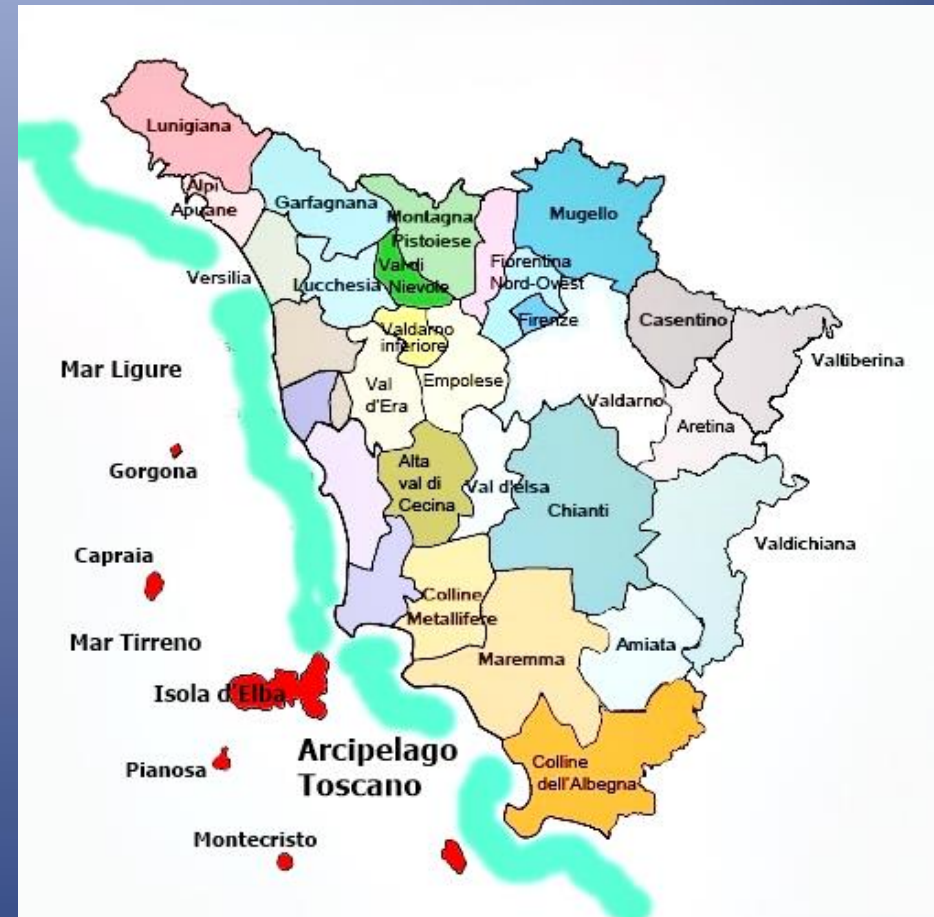 Lunigiana
Alpi
Apuane
Garfagnana
Montagna
Pistoiese
Mugello
Versilia
Lucchesia
Val di
Nievole
Fiorentina
Nord-Ovest
Firenze
Casentino
Valtiberina
Mar Ligure
Valdarno
inferiore
Val
d'Era
Empolese
Valdarno
Aretina
Gorgona
Alta
val di
Cecina
Val d'elsa
Chianti
Valdichiana
Capraia
Colline
Metallifere
Mar Tirreno
Maremma
Amiata
Isola d'Elba
Arcipelago
Toscano
Pianosa
Colline
dell'Albegna
Montecristo